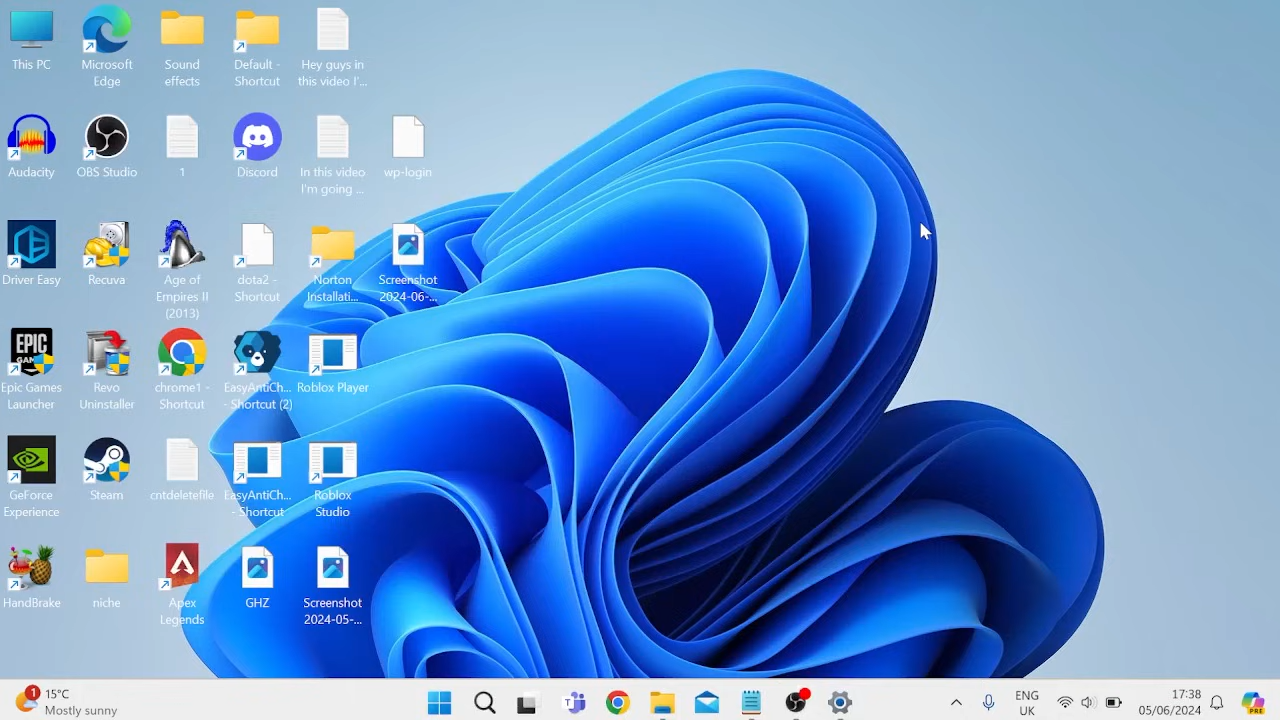 This PC
Microsoft
Edge
Sound
effects
Default -
Shortcut
Hey guys in
this video I'...
Audacity
OBS Studio
1
Discord
In this video
I'm going ...
wp-login
Driver Easy
Recuva
Age of
Empires II
(2013)
dota2 -
Shortcut
Norton
Installati...
Screenshot
2024-06-...
EPIC
GAMES
Epic Games
Launcher
Revo
Uninstaller
chrome1 -
Shortcut
EasyAntiCh...
- Shortcut (2)
Roblox Player
GeForce
Experience
Steam
cntdeletefile
EasyAntiCh...
- Shortcut
Roblox
Studio
HandBrake
niche
Apex
Legends
GHZ
Screenshot
2024-05-...
1
15°C
Mostly sunny
ENG
UK
17:38
05/06/2024
PRE